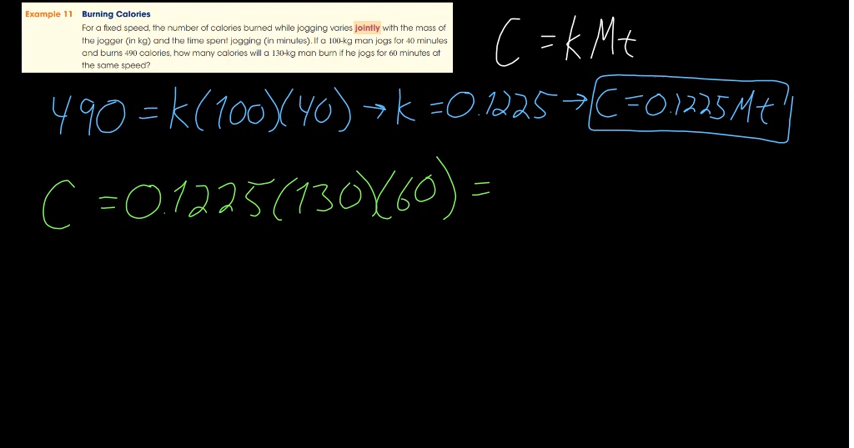 Example 11 Burning Calories
For a fixed speed, the number of calories burned while jogging varies jointly with the mass of
the jogger (in kg) and the time spent jogging (in minutes). If a 100-kg man jogs for 40 minutes
and burns 490 calories, how many calories will a 130-kg man burn if he jogs for 60 minutes at
the same speed?
C = kMt
490 = k(100)(40) → k = 0.1225 → C = 0.1225Mt
C = 0.1225(130)(60) =